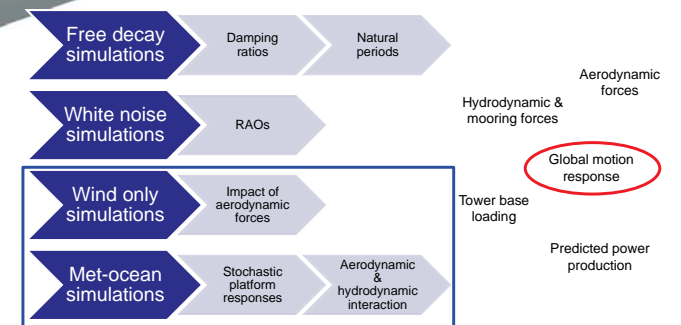 Free decay
simulations
Damping
ratios
Natural
periods
White noise
simulations
RAOs
Wind only
simulations
Impact of
aerodynamic
forces
Met-ocean
simulations
Stochastic
platform
responses
Aerodynamic
&
hydrodynamic
interaction
Aerodynamic
forces
Hydrodynamic &
mooring forces
Global motion
response
Tower base
loading
Predicted power
production